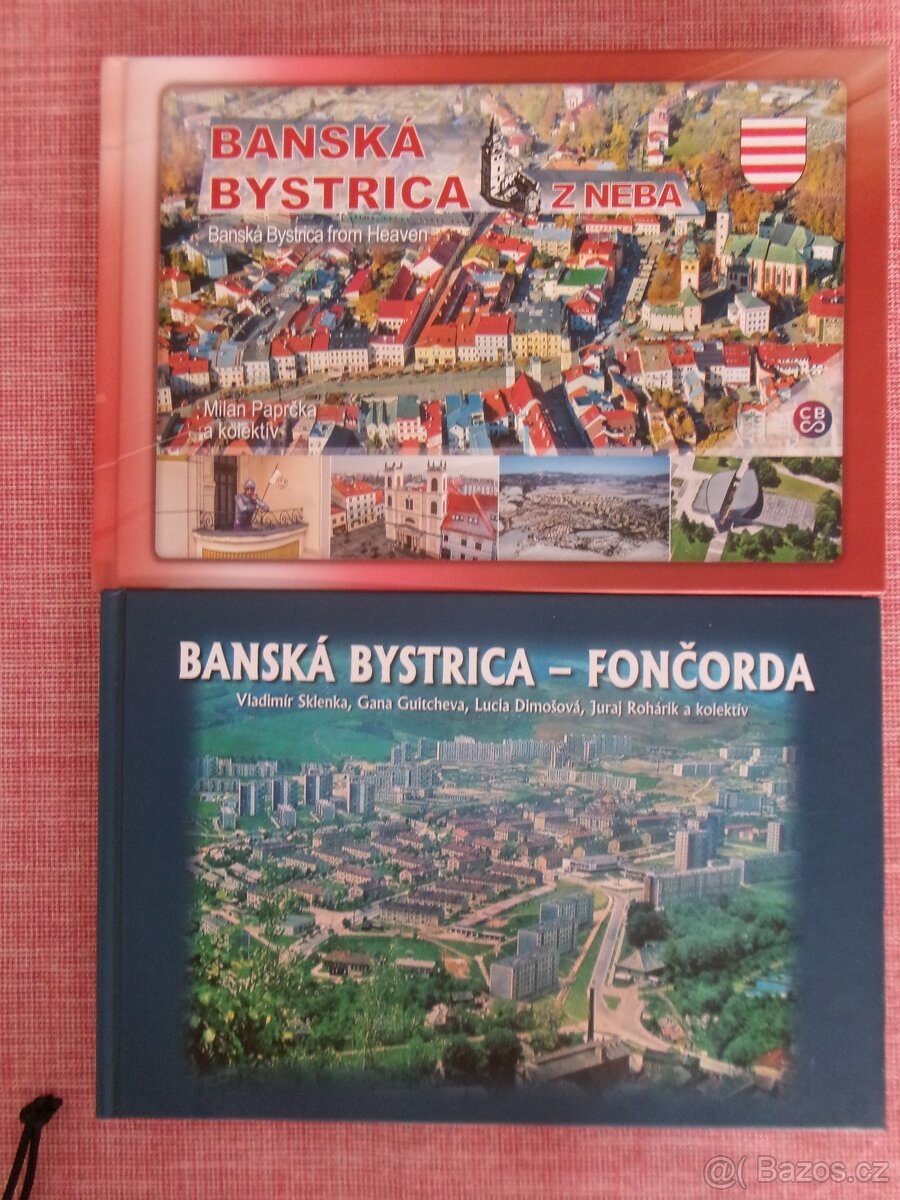 BANSKÁ
BYSTRICA
Z NEBA
Banská Bystrica from Heaven
Milan Paprčka
a kolektív
CB
CS
BANSKÁ BYSTRICA – FONČORDA
Vladimír Sklenka, Gana Guitcheva, Lucia Dimošová, Juraj Rohárik a kolektív
@( Bazos.cz